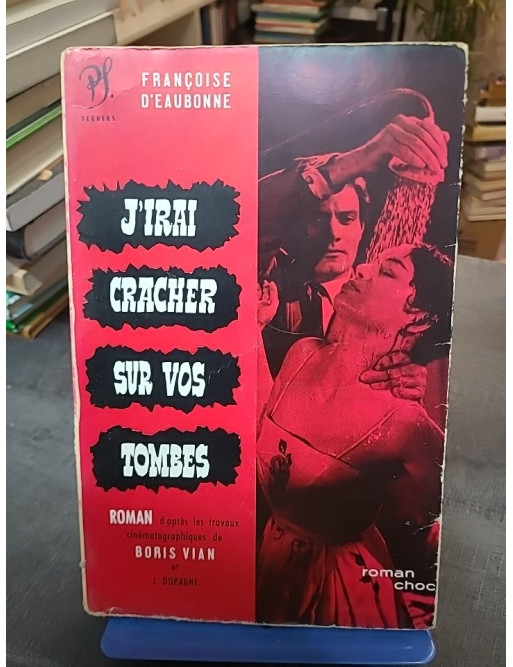 PS.
SEGHERS
FRANÇOISE
D'EAUBONNE
J'IRAI
CRACHER
SUR VOS
TOMBES
ROMAN d'après les travaux
cinématographiques de
BORIS VIAN
et
J. DOPAGNE
roman
choc